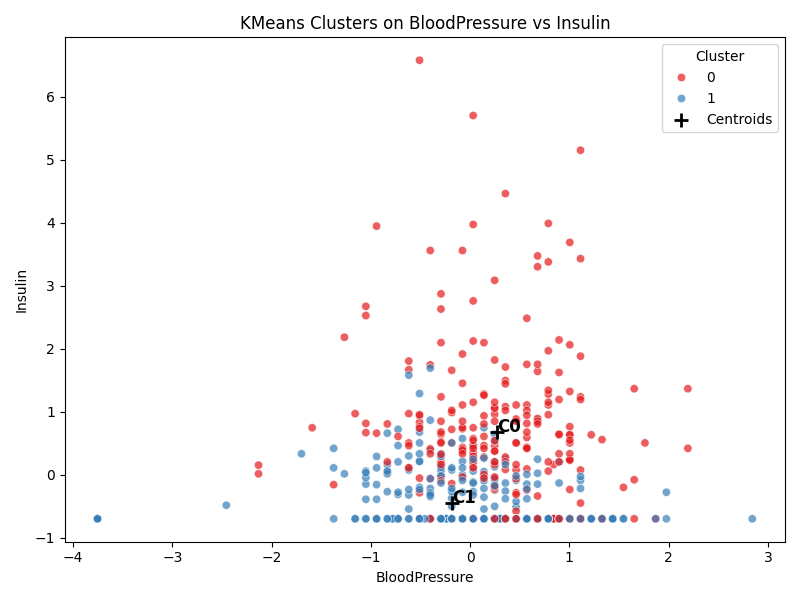 KMeans Clusters on BloodPressure vs Insulin
Cluster
0
1
Centroids
6
5
4
3
2
1
0
−1
Insulin
C0
C1
−4
−3
−2
−1
0
1
2
3
BloodPressure